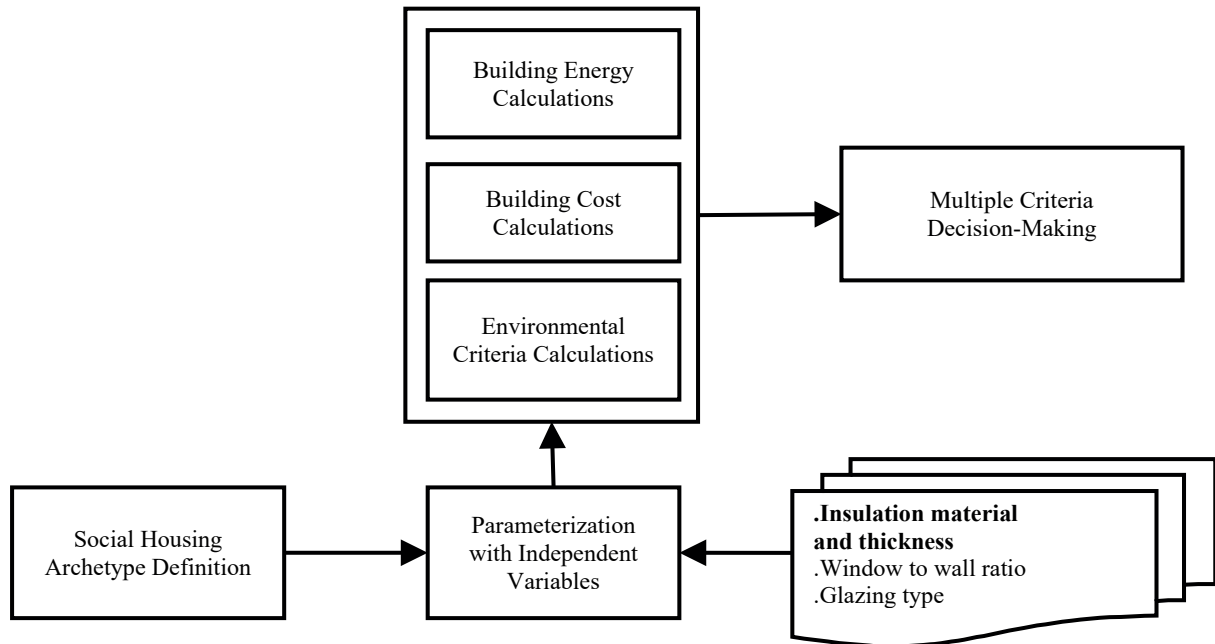 Building Energy
Calculations
Building Cost
Calculations
Environmental
Criteria Calculations
Multiple Criteria
Decision-Making
Social Housing
Archetype Definition
Parameterization
with Independent
Variables
.Insulation material
and thickness
.Window to wall ratio
.Glazing type